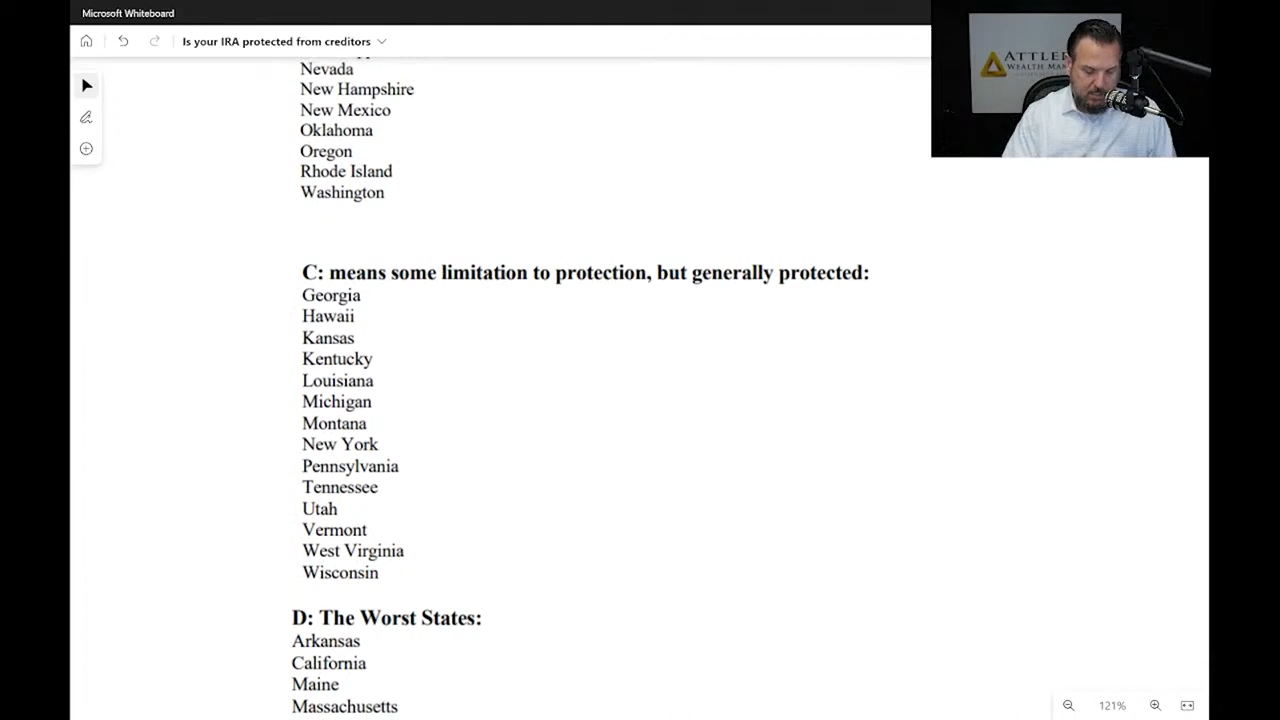 Microsoft Whiteboard
Is your IRA protected from creditors
Nevada
New Hampshire
New Mexico
Oklahoma
Oregon
Rhode Island
Washington
C: means some limitation to protection, but generally protected:
Georgia
Hawaii
Kansas
Kentucky
Louisiana
Michigan
Montana
New York
Pennsylvania
Tennessee
Utah
Vermont
West Virginia
Wisconsin
D: The Worst States:
Arkansas
California
Maine
Massachusetts
121%